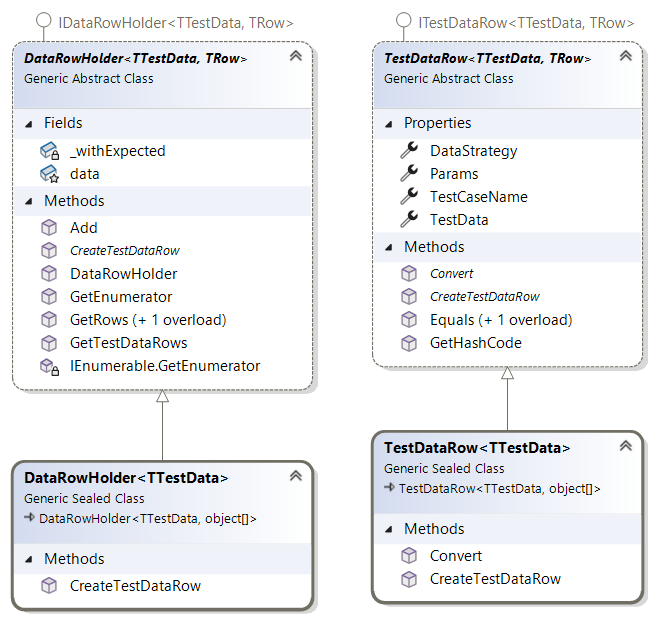 IDataRowHolder<TTestData, TRow>
DataRowHolder<TTestData, TRow>
Generic Abstract Class
Fields
_withExpected
data
Methods
Add
CreateTestDataRow
DataRowHolder
GetEnumerator
GetRows (+ 1 overload)
GetTestDataRows
IEnumerable.GetEnumerator
DataRowHolder<TTestData>
Generic Sealed Class
DataRowHolder<TTestData, object[]>
Methods
CreateTestDataRow
ITestDataRow<TTestData, TRow>
TestDataRow<TTestData, TRow>
Generic Abstract Class
Properties
DataStrategy
Params
TestCaseName
TestData
Methods
Convert
CreateTestDataRow
Equals (+ 1 overload)
GetHashCode
TestDataRow<TTestData>
Generic Sealed Class
TestDataRow<TTestData, object[]>
Methods
Convert
CreateTestDataRow